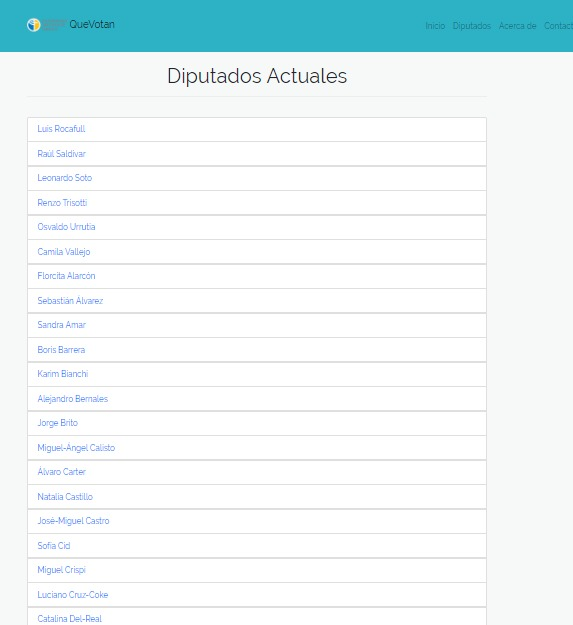 QueVotan
Inicio Diputados Acerca de Contact
Diputados Actuales
Luis Rocafull
Raúl Saldívar
Leonardo Soto
Renzo Trisotti
Osvaldo Urrutia
Camila Vallejo
Florcita Alarcón
Sebastián Álvarez
Sandra Amar
Boris Barrera
Karim Bianchi
Alejandro Bernales
Jorge Brito
Miguel-Ángel Calisto
Álvaro Carter
Natalia Castillo
José-Miguel Castro
Sofía Cid
Miguel Crispi
Luciano Cruz-Coke
Catalina Del-Real